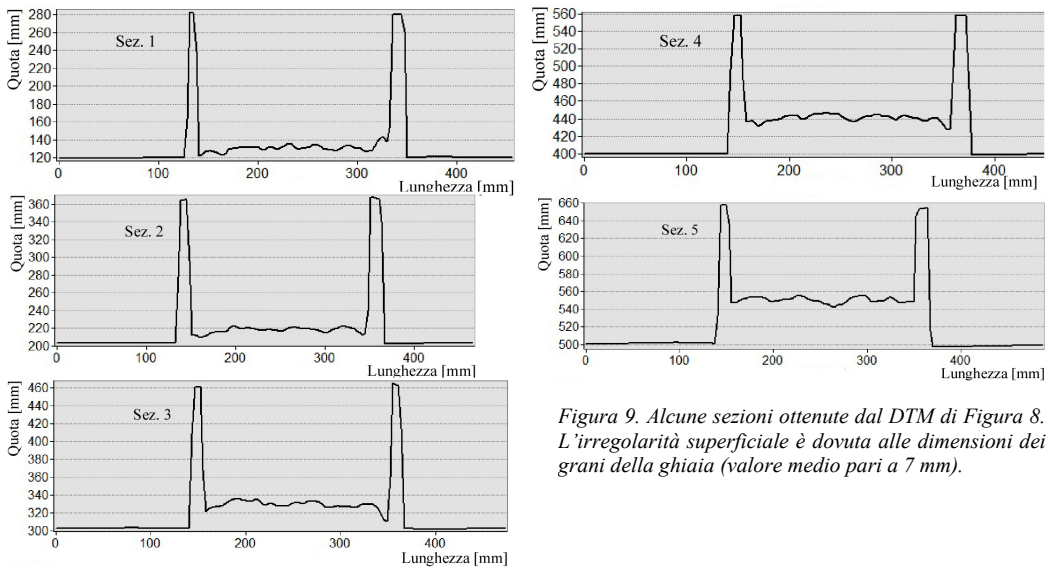 Quota [mm]
280
260
240
220
200
180
160
140
120
Sez. 1
0 100 200 300 400
Lunghezza [mm]
Quota [mm]
360
340
320
300
280
260
240
220
200
Sez. 2
0 100 200 300 400
Lunghezza [mm]
Quota [mm]
460
440
420
400
380
360
340
320
300
Sez. 3
0 100 200 300 400
Lunghezza [mm]
Quota [mm]
560
540
520
500
480
460
440
420
400
Sez. 4
0 100 200 300 400
Lunghezza [mm]
Quota [mm]
660
640
620
600
580
560
540
520
500
Sez. 5
0 100 200 300 400
Lunghezza [mm]
Figura 9. Alcune sezioni ottenute dal DTM di Figura 8.
L’irregolarità superficiale è dovuta alle dimensioni dei
grani della ghiaia (valore medio pari a 7 mm).